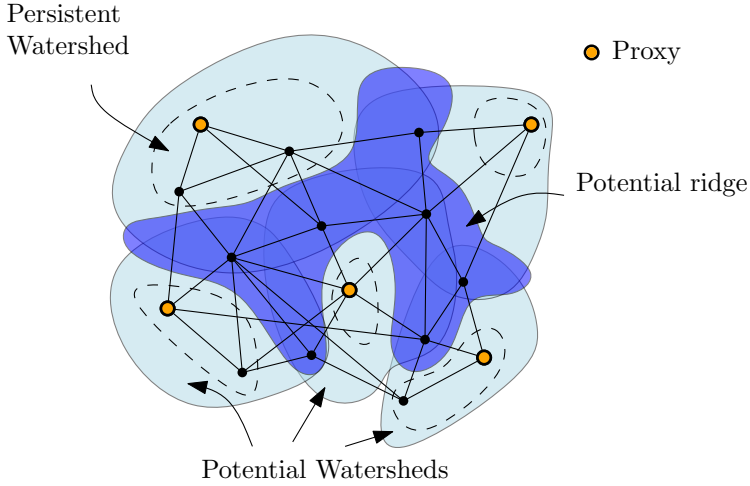 Persistent
Watershed
Proxy
Potential ridge
Potential Watersheds